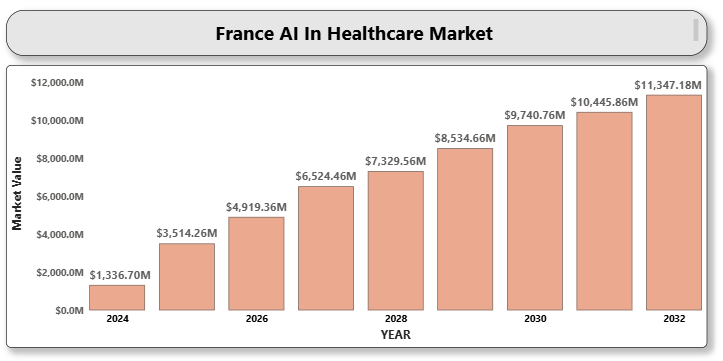 France AI In Healthcare Market
$12,000.0M
$10,000.0M
$8,000.0M
$6,000.0M
$4,000.0M
$2,000.0M
$0.0M
Market Value
$1,336.70M
$3,514.26M
$4,919.36M
$6,524.46M
$7,329.56M
$8,534.66M
$9,740.76M
$10,445.86M
$11,347.18M
2024
2026
2028
2030
2032
YEAR